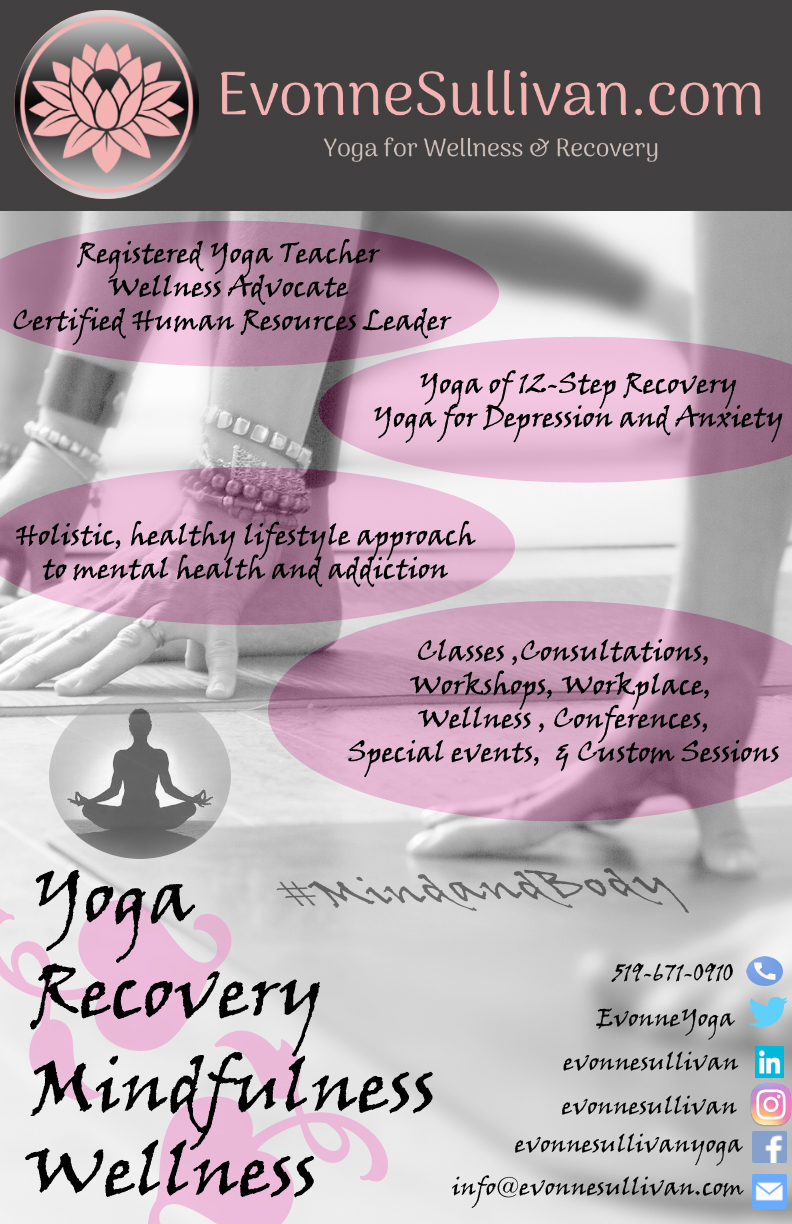 EvonneSullivan.com
Yoga for Wellness & Recovery
Registered Yoga Teacher
Wellness Advocate
Certified Human Resources Leader
Yoga of 12-Step Recovery
Yoga for Depression and Anxiety
Holistic, healthy lifestyle approach
to mental health and addiction
Classes ,Consultations,
Workshops, Workplace,
Wellness , Conferences,
Special events, & Custom Sessions
#MindandBody
Yoga
Recovery
Mindfulness
Wellness
519-671-0910
EvonneYoga
evonnesullivan
in
evonnesullivan
evonnesullivanyoga
f
info@evonnesullivan.com